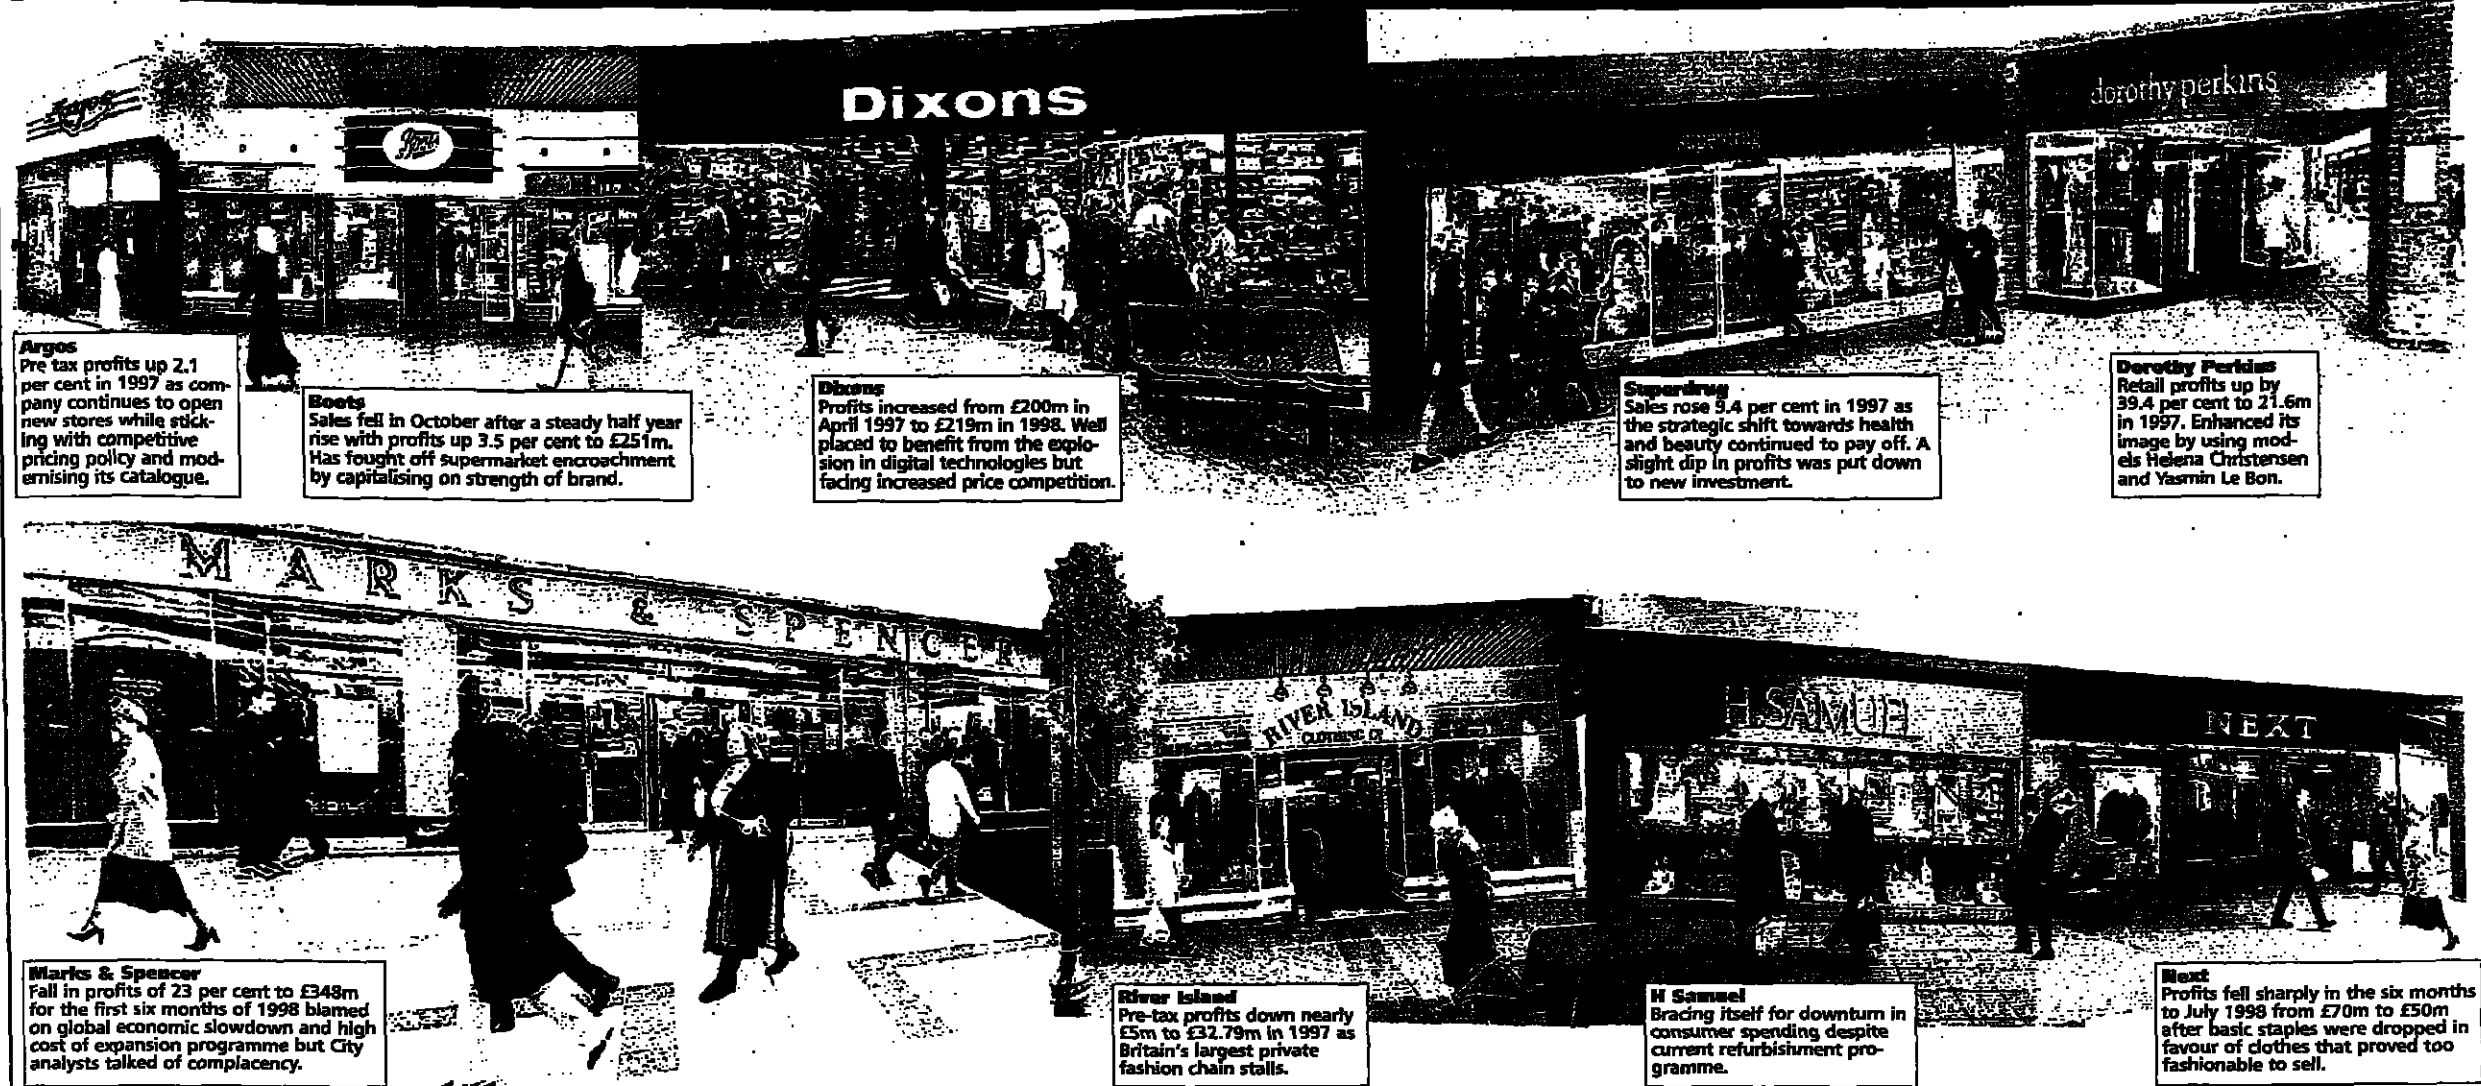 Argos
Boots
Dixons
dorothy perkins
Argos
Pre tax profits up 2.1
per cent in 1997 as com-
pany continues to open
new stores while stick-
ing with competitive
pricing policy and mod-
ernising its catalogue.
Boots
Sales fell in October after a steady half year
rise with profits up 3.5 per cent to £251m.
Has fought off supermarket encroachment
by capitalising on strength of brand.
Dixons
Profits increased from £200m in
April 1997 to £219m in 1998. Well
placed to benefit from the explo-
sion in digital technologies but
facing increased price competition.
Superdrug
Sales rose 9.4 per cent in 1997 as
the strategic shift towards health
and beauty continued to pay off. A
slight dip in profits was put down
to new investment.
Dorothy Perkins
Retail profits up by
39.4 per cent to 21.6m
in 1997. Enhanced its
image by using mod-
els Helena Christensen
and Yasmin Le Bon.
MARKS & SPENCER
RIVER ISLAND
CLOTHING CO
H.SAMUEL
NEXT
Marks & Spencer
Fall in profits of 23 per cent to £348m
for the first six months of 1998 blamed
on global economic slowdown and high
cost of expansion programme but City
analysts talked of complacency.
River Island
Pre-tax profits down nearly
£5m to £32.79m in 1997 as
Britain's largest private
fashion chain stalls.
H Samuel
Bracing itself for downturn in
consumer spending despite
current refurbishment pro-
gramme.
Next
Profits fell sharply in the six months
to July 1998 from £70m to £50m
after basic staples were dropped in
favour of clothes that proved too
fashionable to sell.